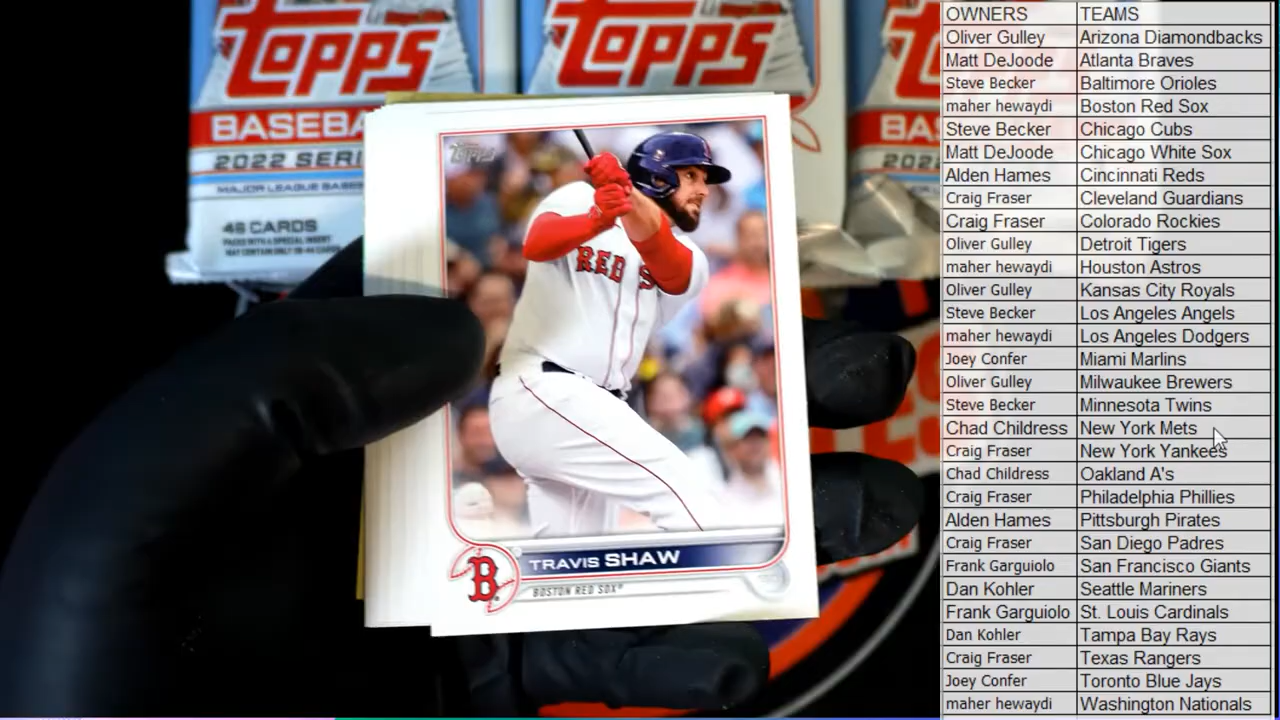 TOPPS
BASEBA
2022 SERI
MAJOR LEAGUE BASEB
46 CARDS
TOPPS
BAS
2022
Topps
REB S
TRAVIS SHAW
B
BOSTON RED SOX®
OWNERS TEAMS
Oliver Gulley Arizona Diamondbacks
Matt DeJoode Atlanta Braves
Steve Becker Baltimore Orioles
maher hewaydi Boston Red Sox
Steve Becker Chicago Cubs
Matt DeJoode Chicago White Sox
Alden Hames Cincinnati Reds
Craig Fraser Cleveland Guardians
Craig Fraser Colorado Rockies
Oliver Gulley Detroit Tigers
maher hewaydi Houston Astros
Oliver Gulley Kansas City Royals
Steve Becker Los Angeles Angels
maher hewaydi Los Angeles Dodgers
Joey Confer Miami Marlins
Oliver Gulley Milwaukee Brewers
Steve Becker Minnesota Twins
Chad Childress New York Mets
Craig Fraser New York Yankees
Chad Childress Oakland A's
Craig Fraser Philadelphia Phillies
Alden Hames Pittsburgh Pirates
Craig Fraser San Diego Padres
Frank Garguiolo San Francisco Giants
Dan Kohler Seattle Mariners
Frank Garguiolo St. Louis Cardinals
Dan Kohler Tampa Bay Rays
Craig Fraser Texas Rangers
Joey Confer Toronto Blue Jays
maher hewaydi Washington Nationals